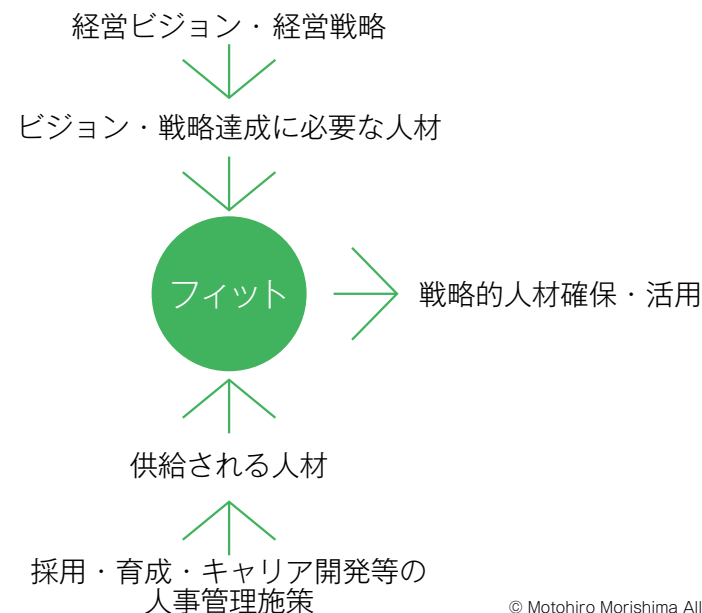 経営ビジョン・経営戦略
ビジョン・戦略達成に必要な人材
フィット
戦略的人材確保・活用
供給される人材
採用・育成・キャリア開発等の
人事管理施策
© Motohiro Morishima All